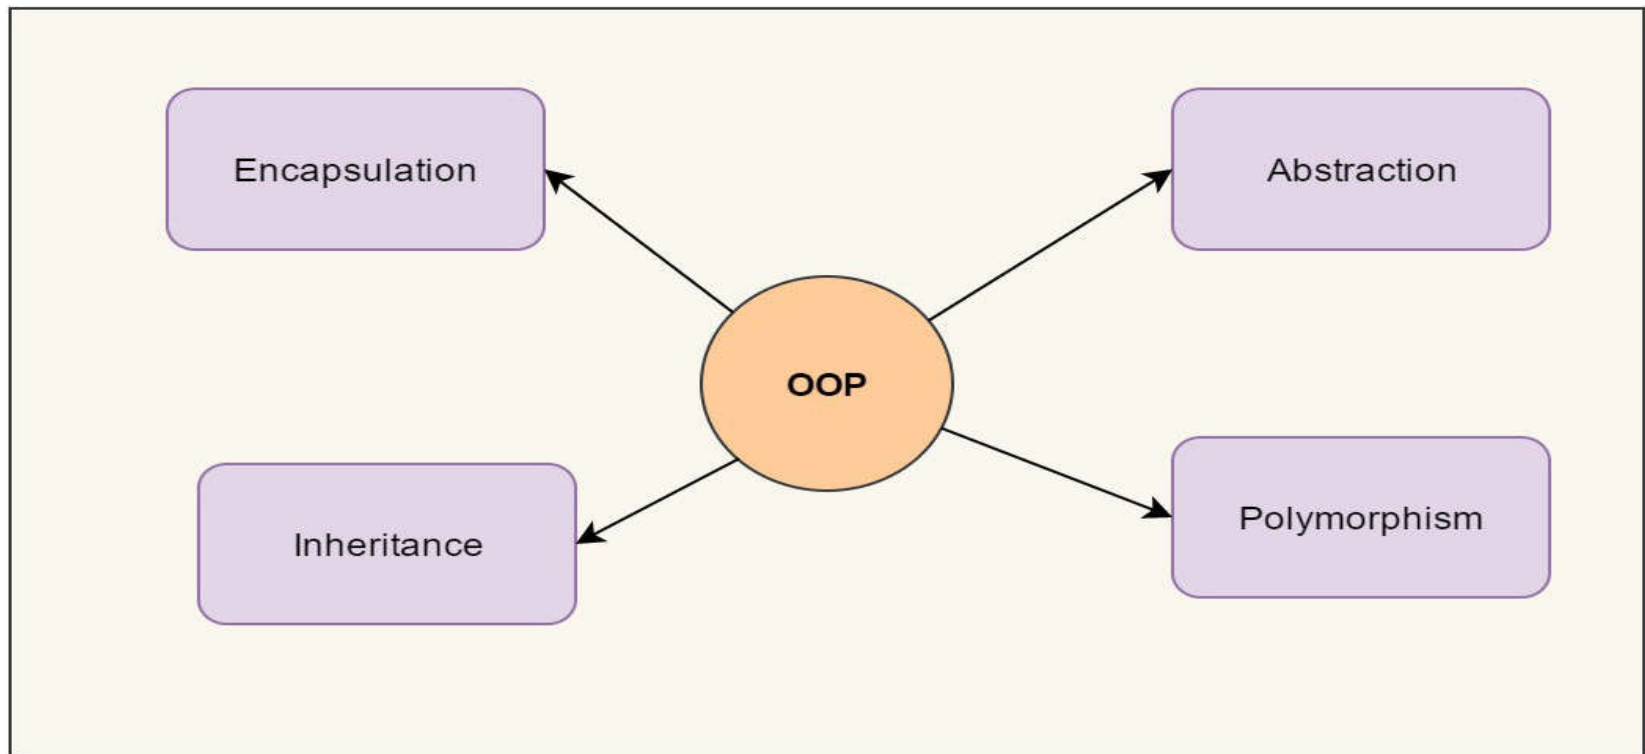 Encapsulation
Abstraction
OOP
Inheritance
Polymorphism